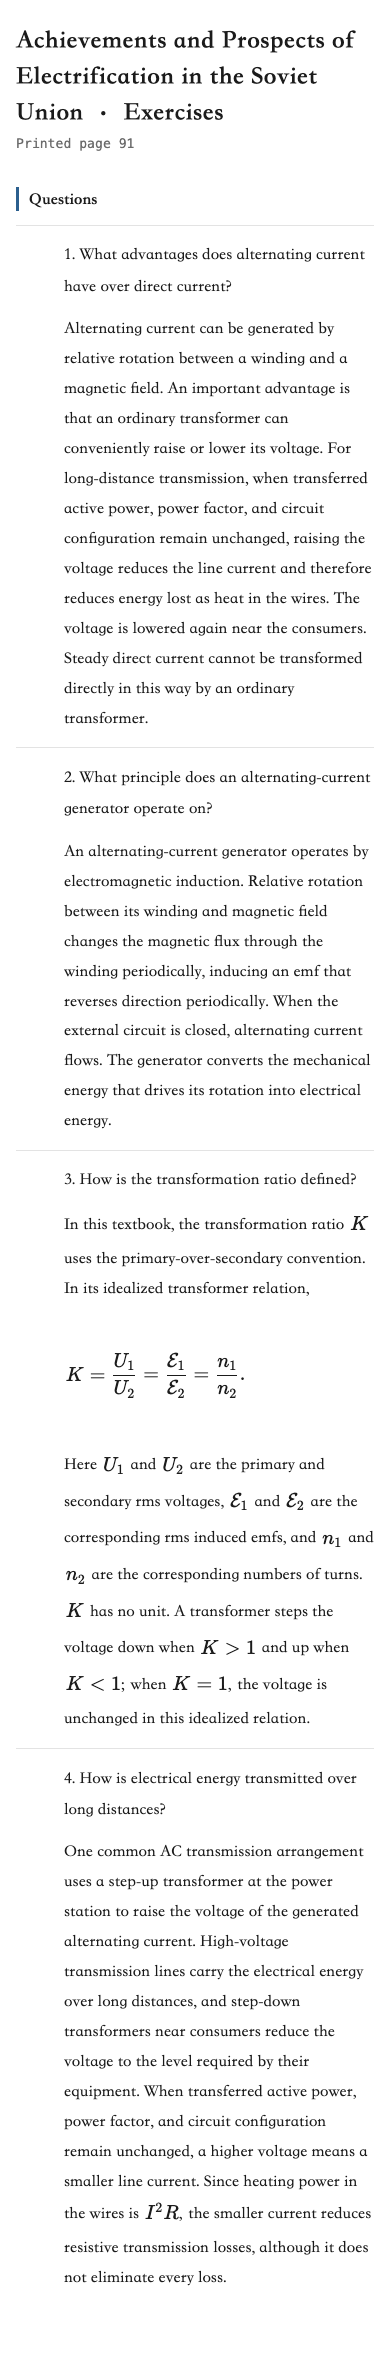 Achievements and Prospects of
Electrification in the Soviet
Union · Exercises
Printed page 91
Questions
1. What advantages does alternating current
have over direct current?
Alternating current can be generated by
relative rotation between a winding and a
magnetic field. An important advantage is
that an ordinary transformer can
conveniently raise or lower its voltage. For
long-distance transmission, when transferred
active power, power factor, and circuit
configuration remain unchanged, raising the
voltage reduces the line current and therefore
reduces energy lost as heat in the wires. The
voltage is lowered again near the consumers.
Steady direct current cannot be transformed
directly in this way by an ordinary
transformer.
2. What principle does an alternating-current
generator operate on?
An alternating-current generator operates by
electromagnetic induction. Relative rotation
between its winding and magnetic field
changes the magnetic flux through the
winding periodically, inducing an emf that
reverses direction periodically. When the
external circuit is closed, alternating current
flows. The generator converts the mechanical
energy that drives its rotation into electrical
energy.
3. How is the transformation ratio defined?
In this textbook, the transformation ratio K
uses the primary-over-secondary convention.
In its idealized transformer relation,
K = U₁/U₂ = ℰ₁/ℰ₂ = n₁/n₂.
Here U₁ and U₂ are the primary and
secondary rms voltages, ℰ₁ and ℰ₂ are the
corresponding rms induced emfs, and n₁ and
n₂ are the corresponding numbers of turns.
K has no unit. A transformer steps the
voltage down when K > 1 and up when
K < 1; when K = 1, the voltage is
unchanged in this idealized relation.
4. How is electrical energy transmitted over
long distances?
One common AC transmission arrangement
uses a step-up transformer at the power
station to raise the voltage of the generated
alternating current. High-voltage
transmission lines carry the electrical energy
over long distances, and step-down
transformers near consumers reduce the
voltage to the level required by their
equipment. When transferred active power,
power factor, and circuit configuration
remain unchanged, a higher voltage means a
smaller line current. Since heating power in
the wires is I²R, the smaller current reduces
resistive transmission losses, although it does
not eliminate every loss.